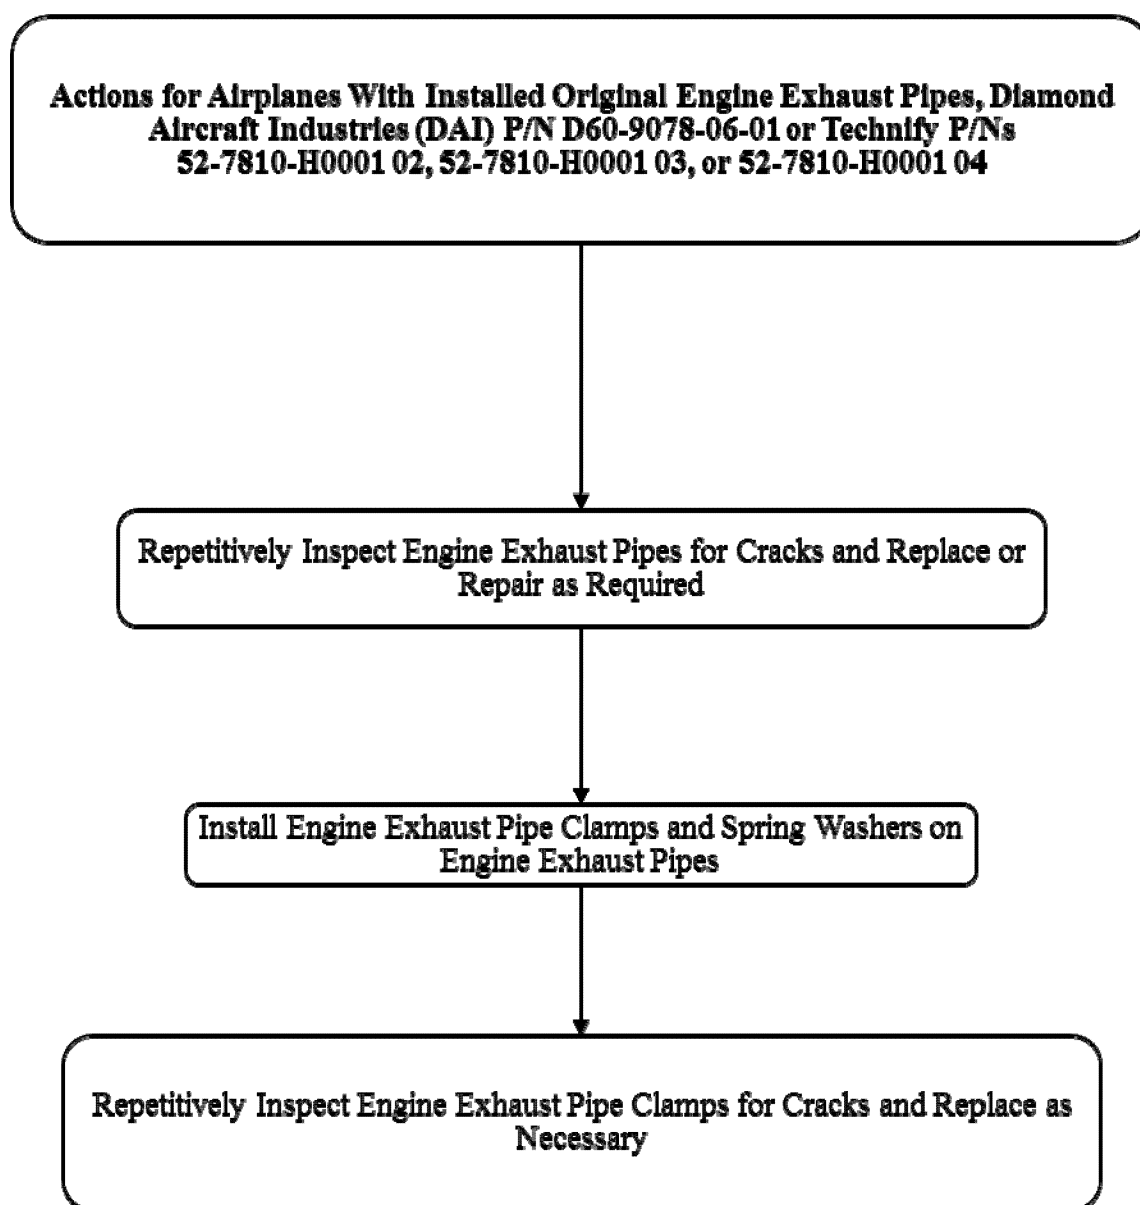 Actions for Airplanes With Installed Original Engine Exhaust Pipes, Diamond
Aircraft Industries (DAI) P/N D60-9078-06-01 or Technify P/Ns
52-7810-H0001 02, 52-7810-H0001 03, or 52-7810-H0001 04
Repetitively Inspect Engine Exhaust Pipes for Cracks and Replace or
Repair as Required
Install Engine Exhaust Pipe Clamps and Spring Washers on
Engine Exhaust Pipes
Repetitively Inspect Engine Exhaust Pipe Clamps for Cracks and Replace as
Necessary